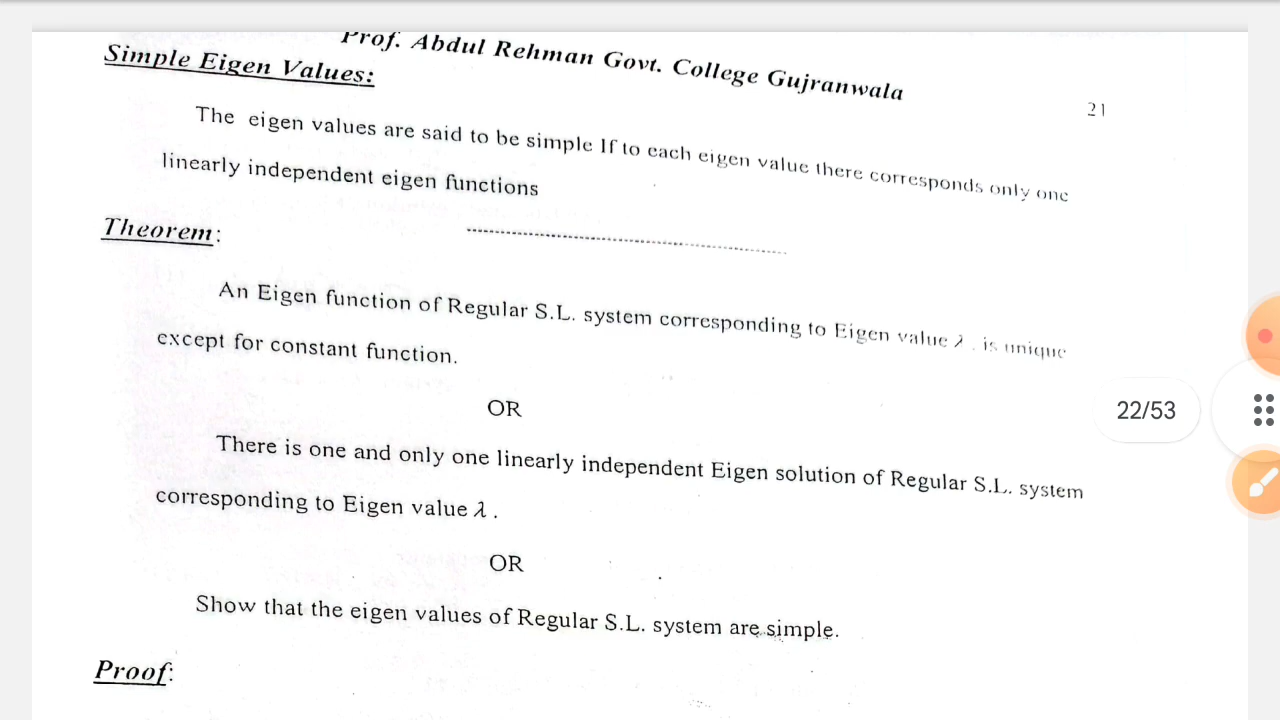 Prof. Abdul Rehman Govt. College Gujranwala
Simple Eigen Values:
21
The eigen values are said to be simple If to each eigen value there corresponds only one
linearly independent eigen functions
Theorem:
An Eigen function of Regular S.L. system corresponding to Eigen value λ . is unique
except for constant function.
OR
22/53
There is one and only one linearly independent Eigen solution of Regular S.L. system
corresponding to Eigen value λ .
OR
Show that the eigen values of Regular S.L. system are simple.
Proof: